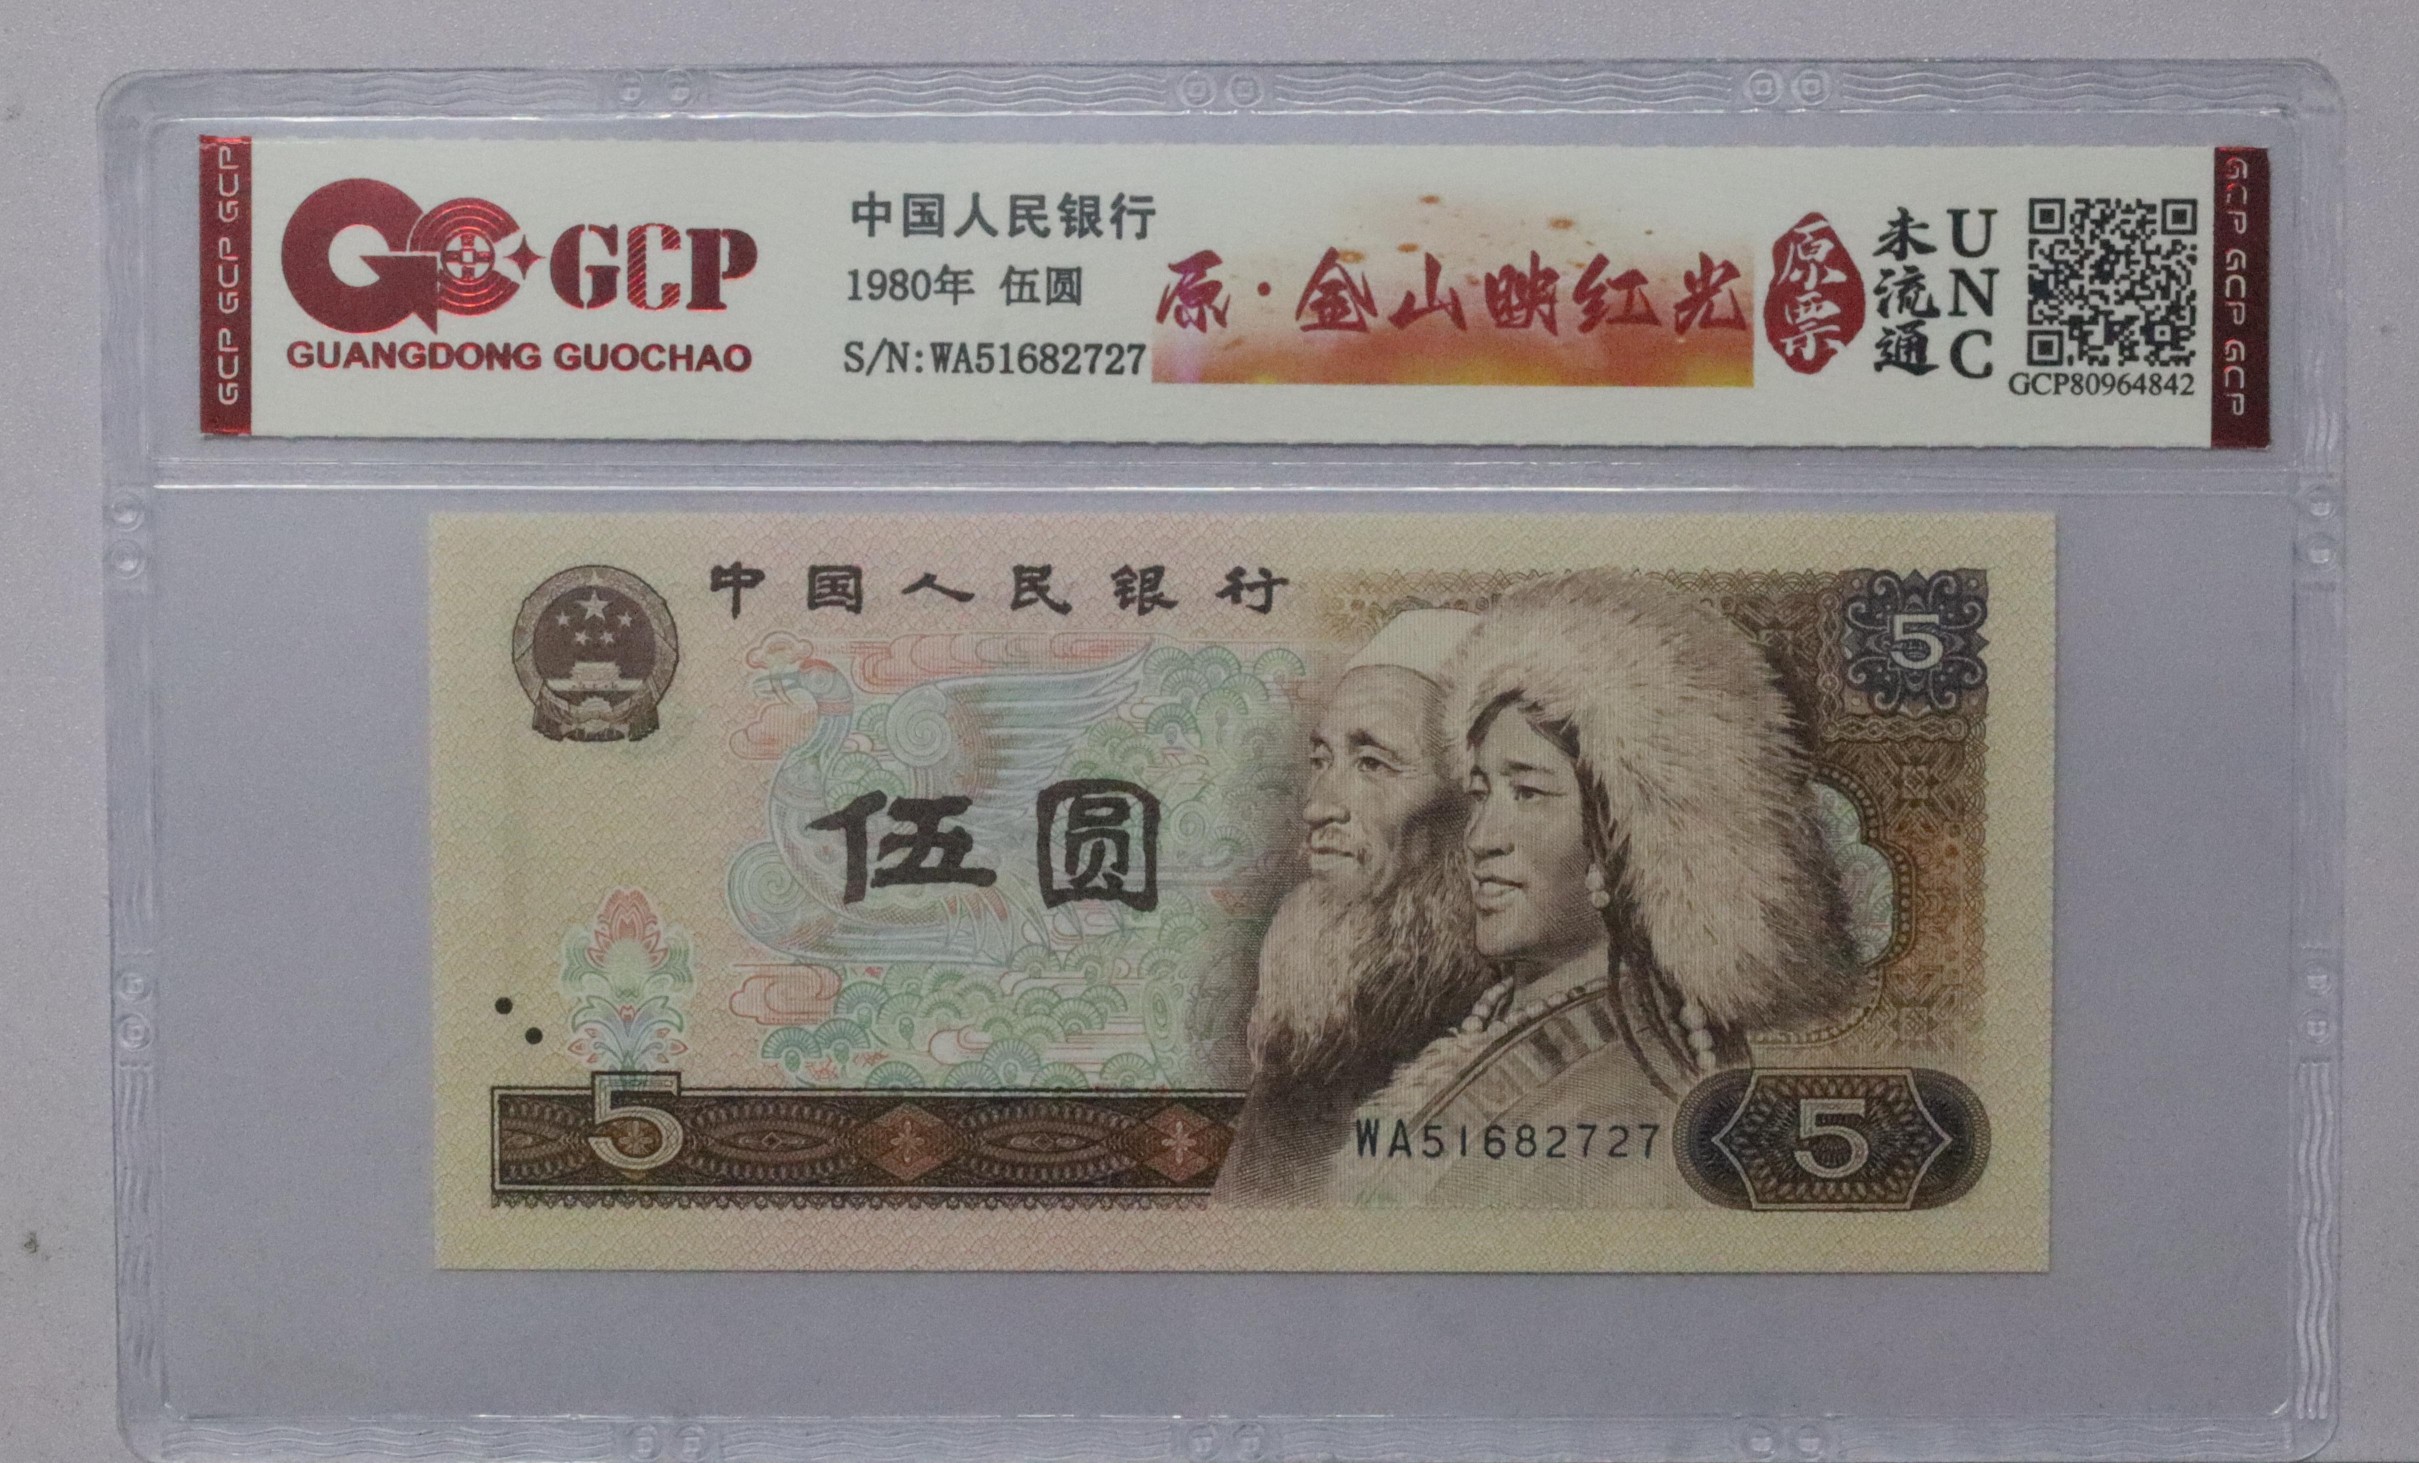 GCP GCP GCP
GCP
GUANGDONG GUOCHAO
中国人民银行
1980年 伍圆
S/N:WA51682727
原·金山映红光
原票
未流通
UNC
GCP80964842
GCP GCP GCP
中国人民银行
5
伍圆
5
WA51682727
5